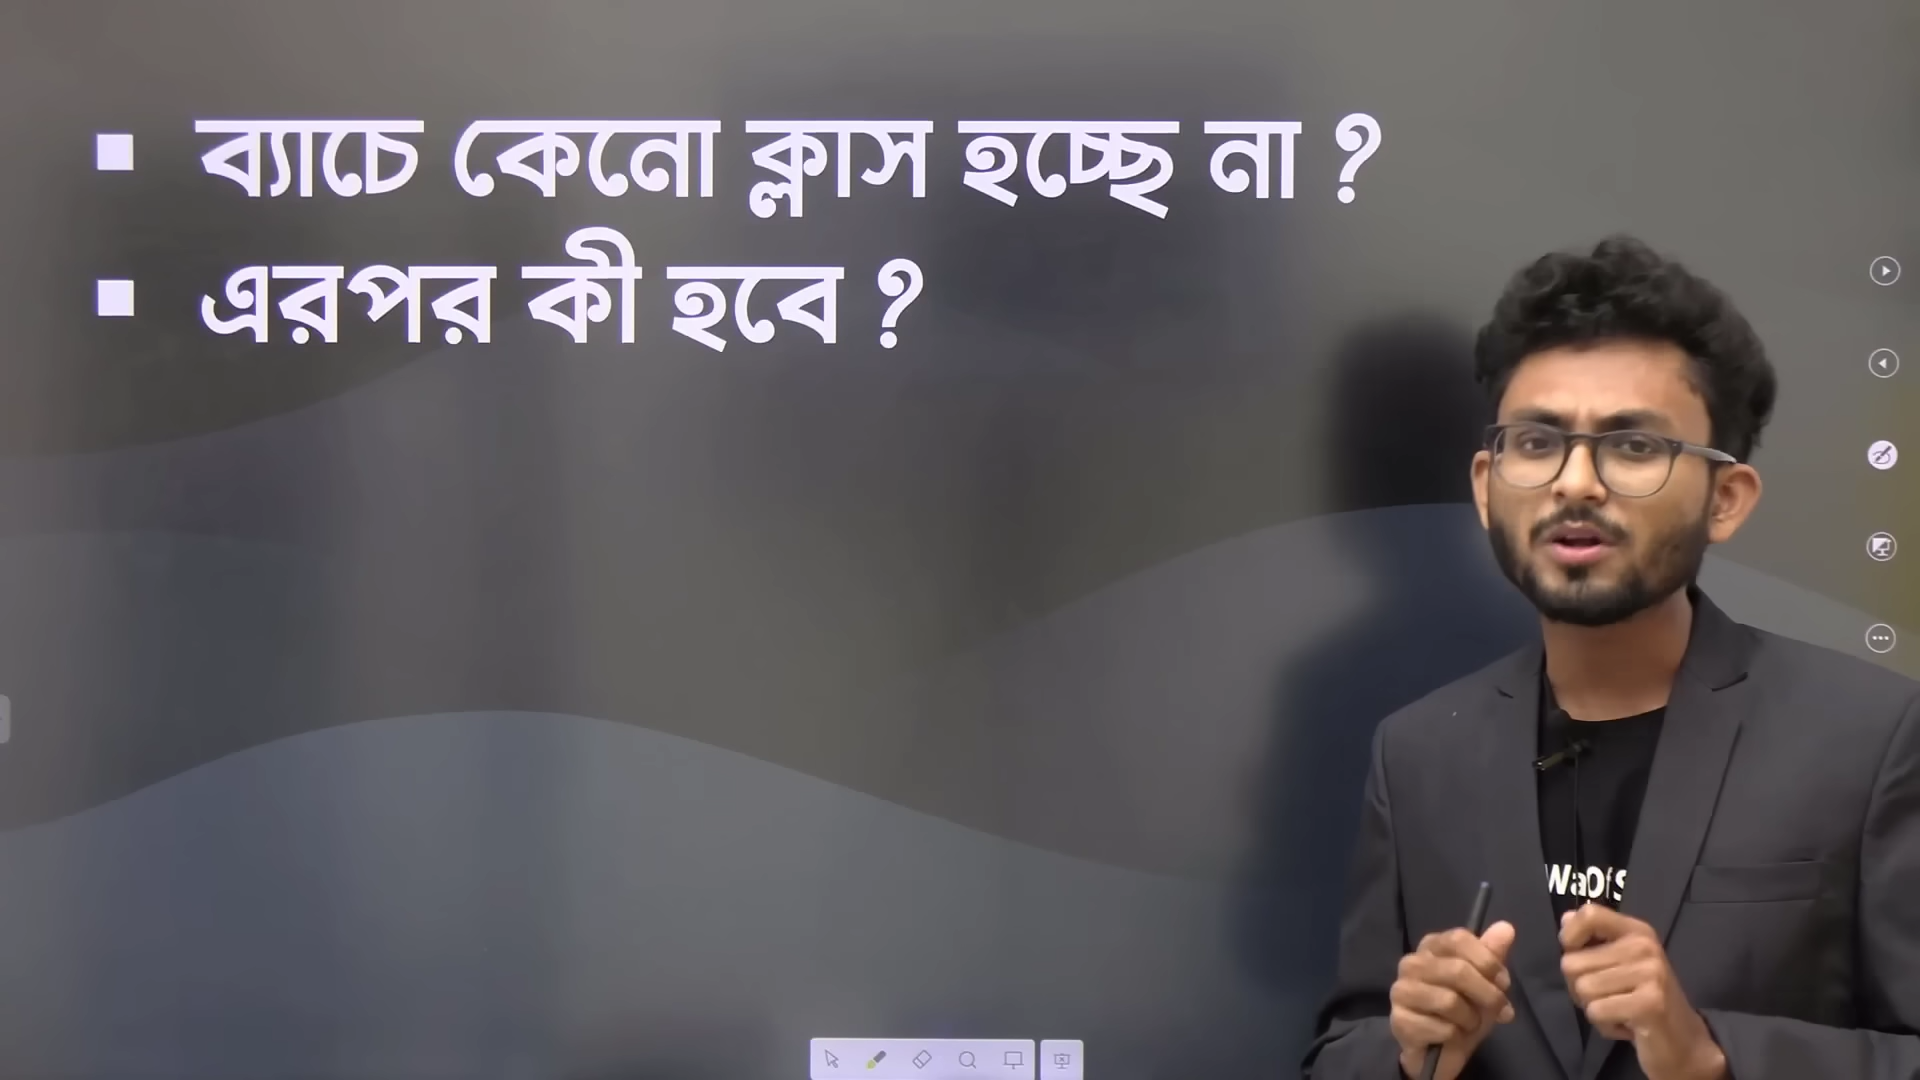 ▪ ব্যাচে কেনো ক্লাস হচ্ছে না ?
▪ এরপর কী হবে ?